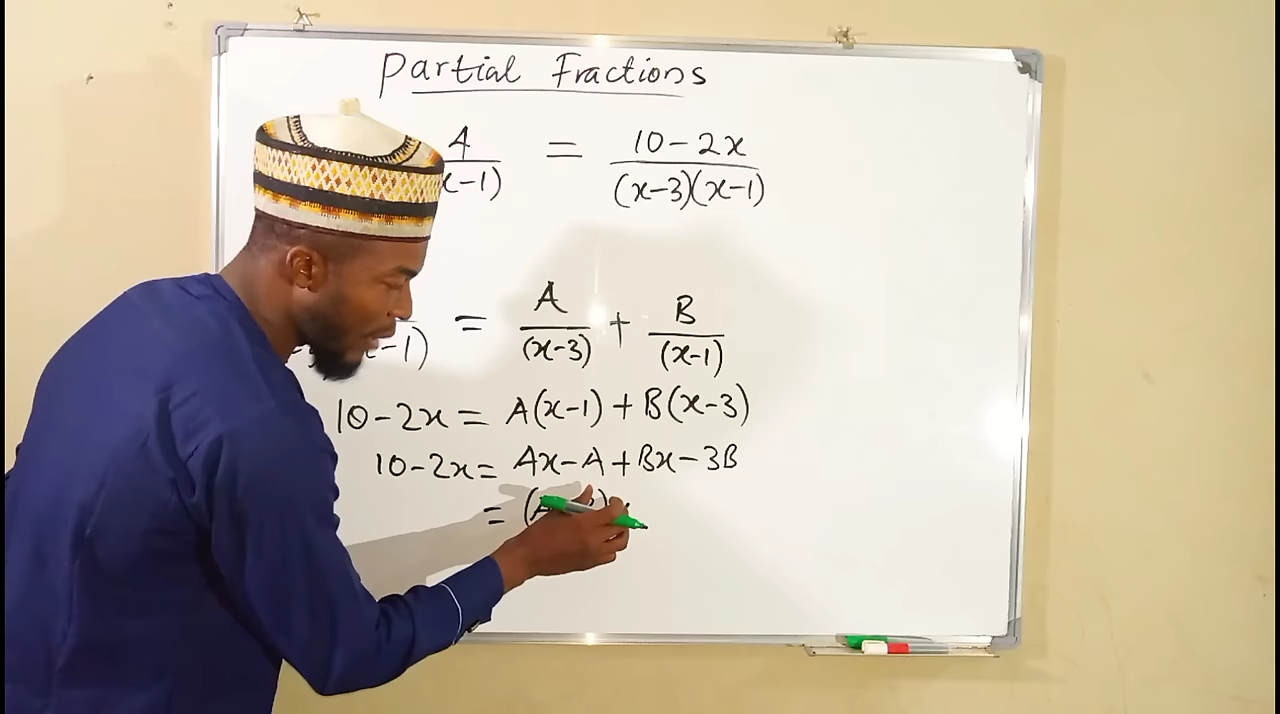 Partial Fractions
4/(x-1) = 10-2x/(x-3)(x-1)
-1) = A/(x-3) + B/(x-1)
10-2x = A(x-1) + B(x-3)
10-2x = Ax-A+Bx-3B
= (A